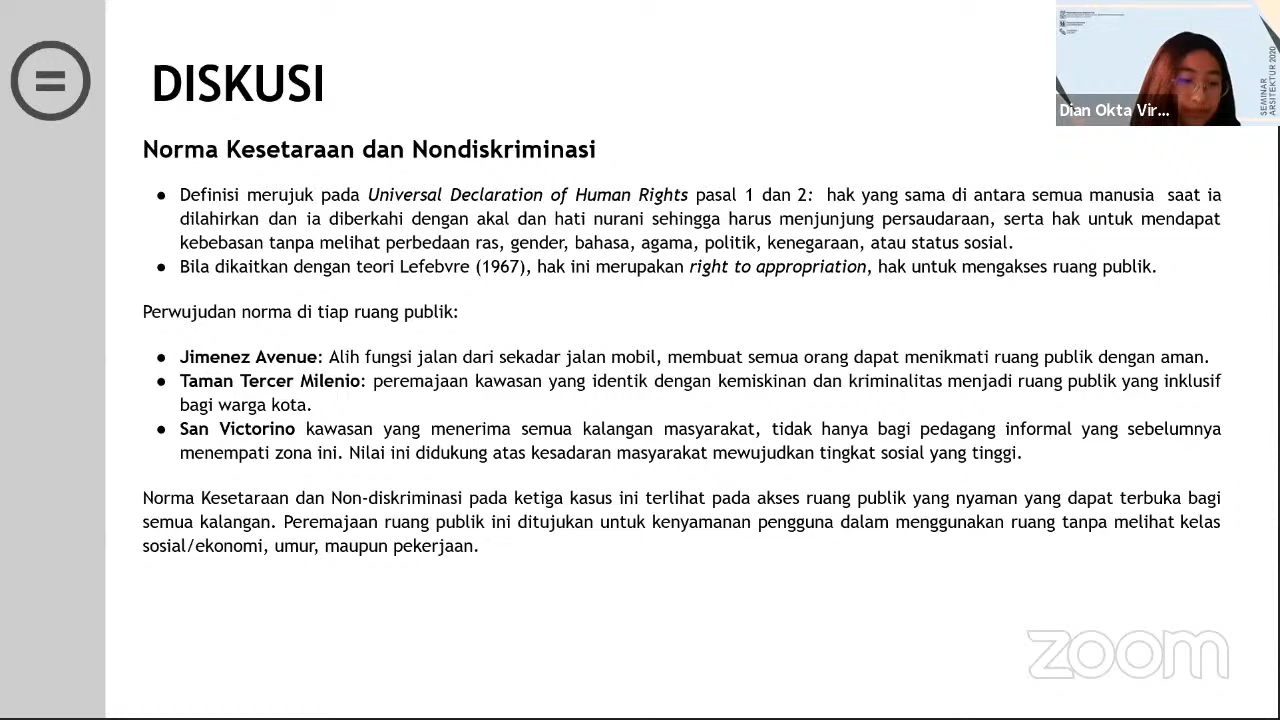 DISKUSI
Norma Kesetaraan dan Nondiskriminasi
● Definisi merujuk pada Universal Declaration of Human Rights pasal 1 dan 2: hak yang sama di antara semua manusia saat ia
dilahirkan dan ia diberkahi dengan akal dan hati nurani sehingga harus menjunjung persaudaraan, serta hak untuk mendapat
kebebasan tanpa melihat perbedaan ras, gender, bahasa, agama, politik, kenegaraan, atau status sosial.
● Bila dikaitkan dengan teori Lefebvre (1967), hak ini merupakan right to appropriation, hak untuk mengakses ruang publik.
Perwujudan norma di tiap ruang publik:
● Jimenez Avenue: Alih fungsi jalan dari sekadar jalan mobil, membuat semua orang dapat menikmati ruang publik dengan aman.
● Taman Tercer Milenio: peremajaan kawasan yang identik dengan kemiskinan dan kriminalitas menjadi ruang publik yang inklusif
bagi warga kota.
● San Victorino kawasan yang menerima semua kalangan masyarakat, tidak hanya bagi pedagang informal yang sebelumnya
menempati zona ini. Nilai ini didukung atas kesadaran masyarakat mewujudkan tingkat sosial yang tinggi.
Norma Kesetaraan dan Non-diskriminasi pada ketiga kasus ini terlihat pada akses ruang publik yang nyaman yang dapat terbuka bagi
semua kalangan. Peremajaan ruang publik ini ditujukan untuk kenyamanan pengguna dalam menggunakan ruang tanpa melihat kelas
sosial/ekonomi, umur, maupun pekerjaan.
Dian Okta Vir...
SEMINAR
ARSITEKTUR 2020
zoom